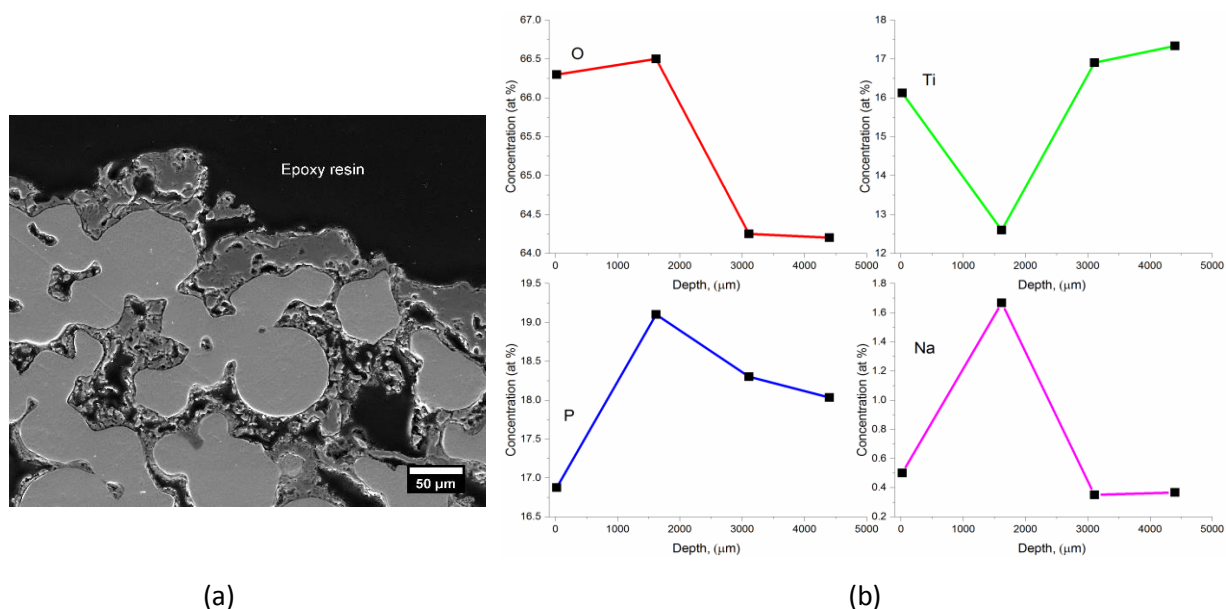 Epoxy resin
50 µm
(a)
67.0
66.5
66.0
65.5
65.0
64.5
64.0
Concentration (at %)
O
0 1000 2000 3000 4000 5000
Depth, (µm)
18
17
16
15
14
13
12
Concentration (at %)
Ti
0 1000 2000 3000 4000 5000
Depth, (µm)
19.5
19.0
18.5
18.0
17.5
17.0
16.5
Concentration (at %)
P
0 1000 2000 3000 4000 5000
Depth, (µm)
1.8
1.6
1.4
1.2
1.0
0.8
0.6
0.4
0.2
Concentration (at %)
Na
0 1000 2000 3000 4000 5000
Depth, (µm)
(b)